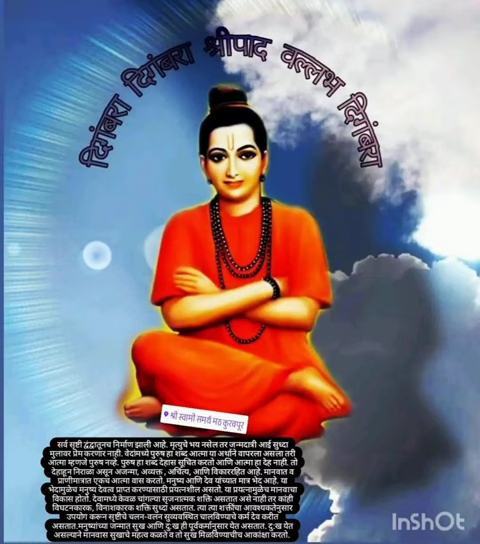 दिगंबरा दिगंबरा श्रीपाद वल्लभ दिगंबरा
श्री स्वामी समर्थ मठ कुरवपूर
सर्व सृष्टी द्वंद्वातूनच निर्माण झाली आहे. मृत्युचे भय नसेल तर जन्मदात्री आई सुध्दा
मुलावर प्रेम करणार नाही. वेदांमध्ये पुरुष हा शब्द आत्मा या अर्थाने वापरला असला तरी
आत्मा म्हणजे पुरुष नव्हे. पुरुष हा शब्द देहास सूचित करतो आणि आत्मा हा देह नाही. तो
देहाहून निराळा असून अजन्मा, अव्यक्त , अचिंत्य, आणि विकाररहित आहे. मानवात व
प्राणीमात्रात एकच आत्मा वास करतो. मनुष्य आणि देव यांच्यात मात्र भेद आहे. या
भेदामुळेच मनुष्य देवत्व प्राप्त करण्यासाठी प्रयत्नशील असतो. या प्रयत्नामुळेच मानवाचा
विकास होतो. देवामध्ये केवळ चांगल्या सृजनात्मक शक्ति असतात असे नाही तर कांही
विघटनकारक, विनाशकारक शक्ति सुध्दा असतात. त्या त्या शक्तींचा आवश्यकतेनुसार
उपयोग करून सृष्टीचे चलन-वलन सुव्यवस्थित चालविण्याचे कर्म देव करीत
असतात.मनुष्यांच्या जन्मात सुख आणि दु:ख ही पूर्वकर्मानुसार येत असतात. दु:ख येत
असल्याने मानवास सुखाचे महत्व कळते व तो सुख मिळविण्याचीच आकांक्षा करतो.
InShOt